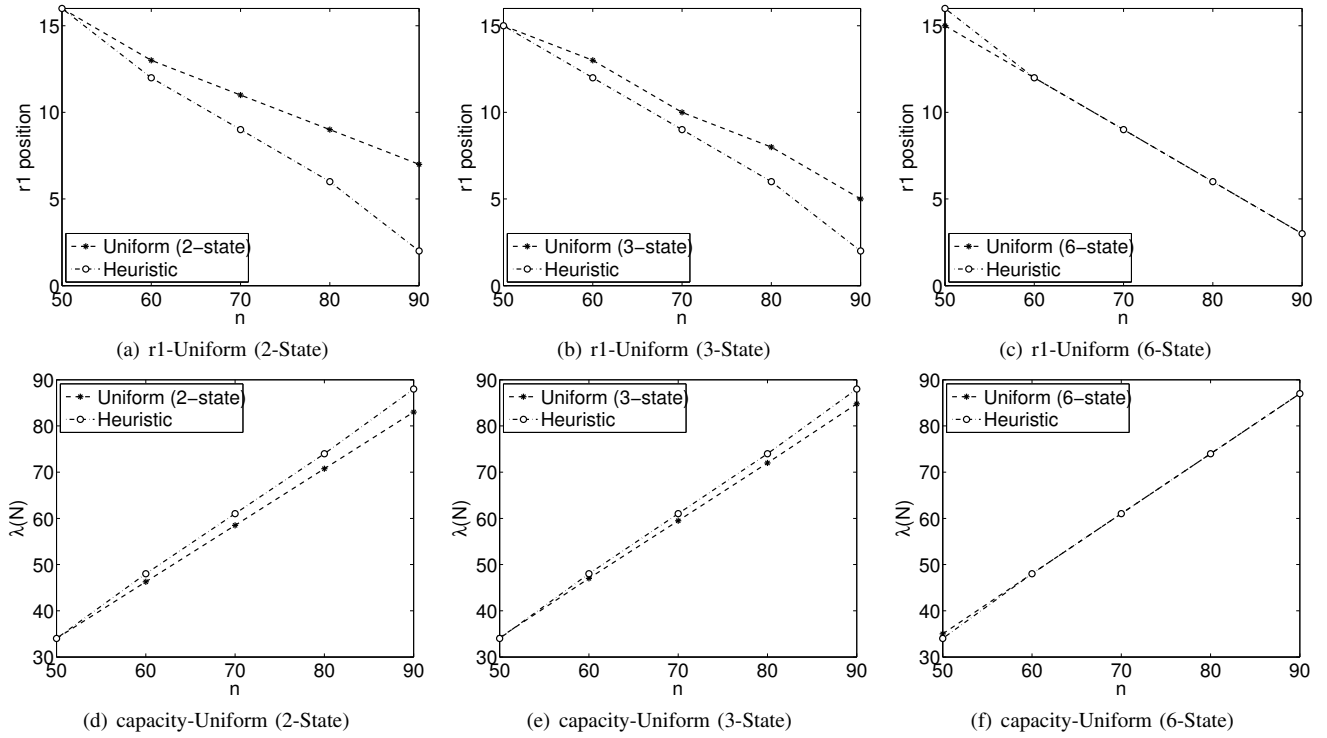 15
10
5
0
r1 position
50 60 70 80 90
n
Uniform (2−state)
Heuristic
(a) r1-Uniform (2-State)
15
10
5
0
r1 position
50 60 70 80 90
n
Uniform (3−state)
Heuristic
(b) r1-Uniform (3-State)
15
10
5
0
r1 position
50 60 70 80 90
n
Uniform (6−state)
Heuristic
(c) r1-Uniform (6-State)
90
80
70
60
50
40
30
λ(N)
Uniform (2−state)
Heuristic
50 60 70 80 90
n
(d) capacity-Uniform (2-State)
90
80
70
60
50
40
30
λ(N)
Uniform (3−state)
Heuristic
50 60 70 80 90
n
(e) capacity-Uniform (3-State)
90
80
70
60
50
40
30
λ(N)
Uniform (6−state)
Heuristic
50 60 70 80 90
n
(f) capacity-Uniform (6-State)